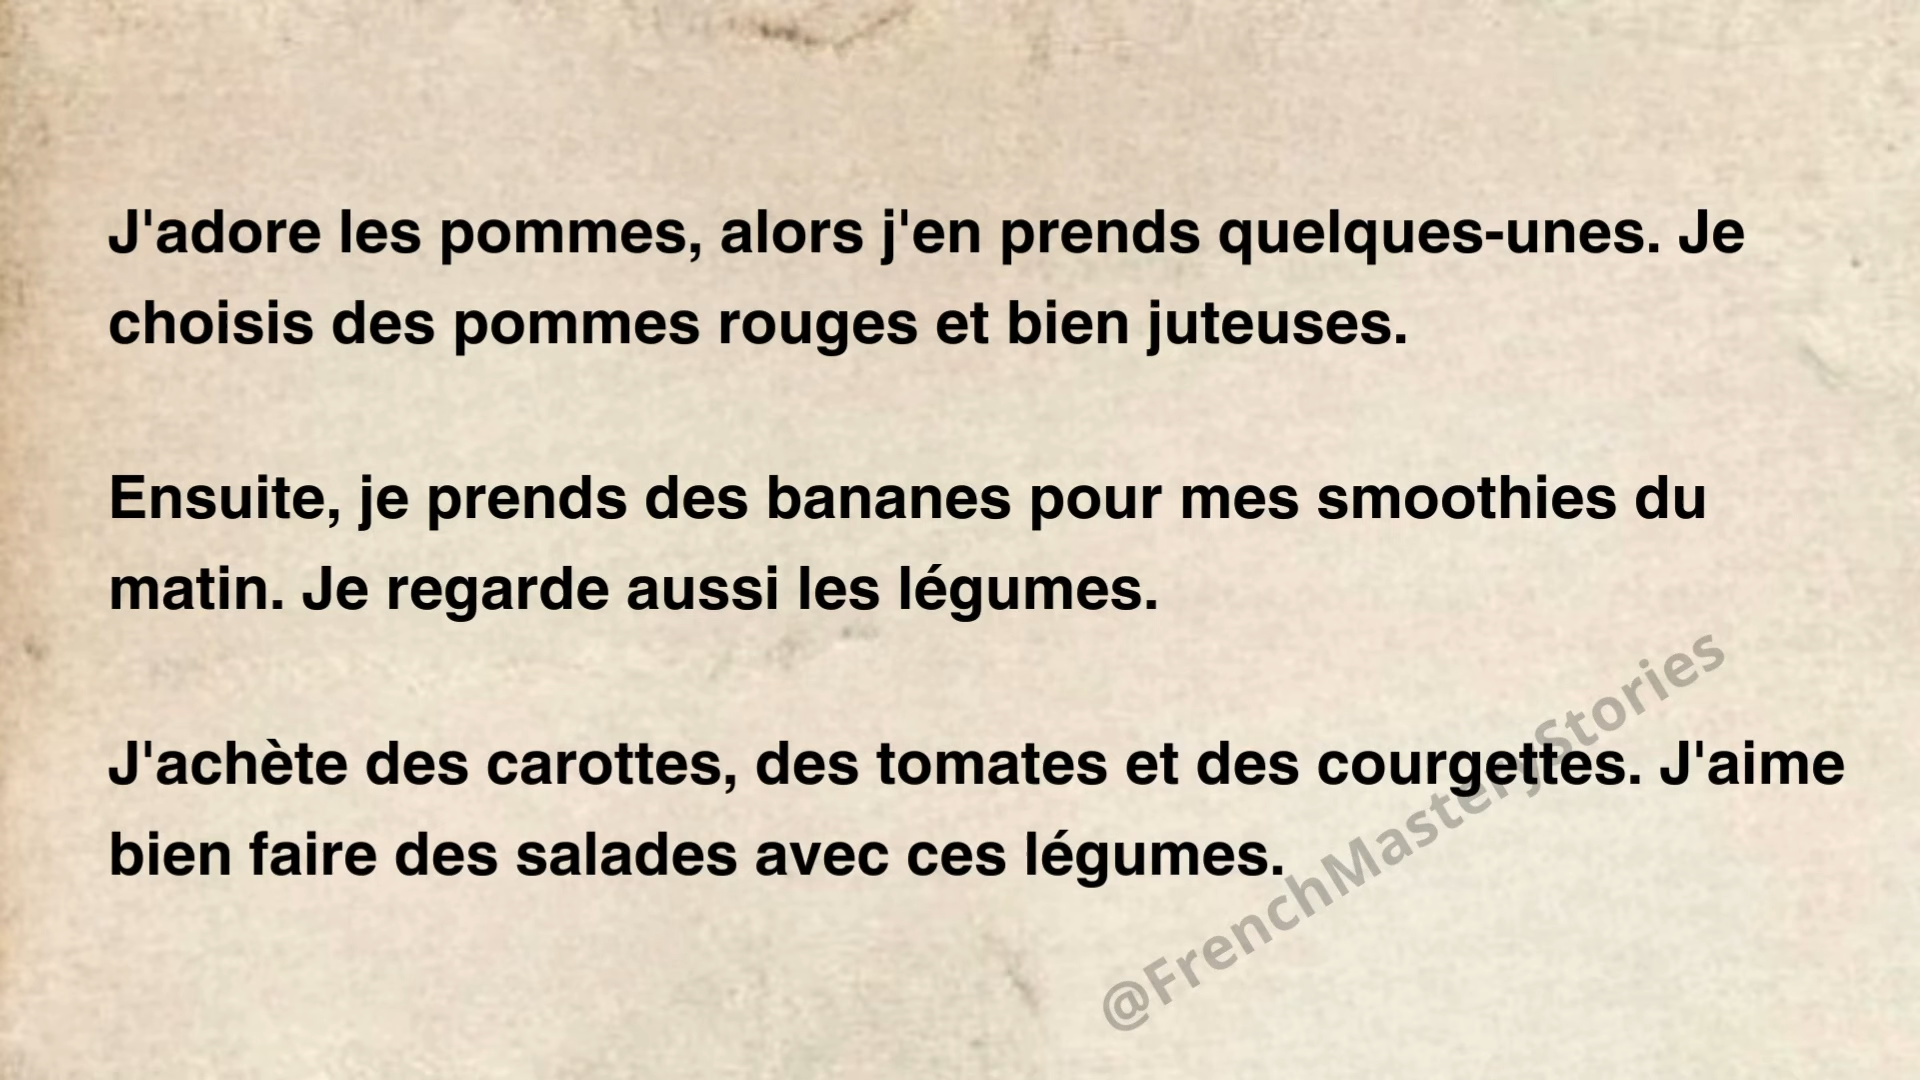 J'adore les pommes, alors j'en prends quelques-unes. Je
choisis des pommes rouges et bien juteuses.
Ensuite, je prends des bananes pour mes smoothies du
matin. Je regarde aussi les légumes.
J'achète des carottes, des tomates et des courgettes. J'aime
bien faire des salades avec ces légumes.
@FrenchMasteryStories